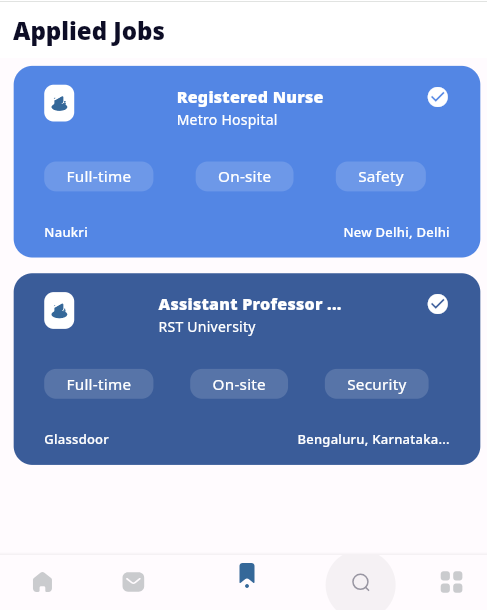 Applied Jobs
Registered Nurse
Metro Hospital
Full-time On-site Safety
Naukri New Delhi, Delhi
Assistant Professor ...
RST University
Full-time On-site Security
Glassdoor Bengaluru, Karnataka...